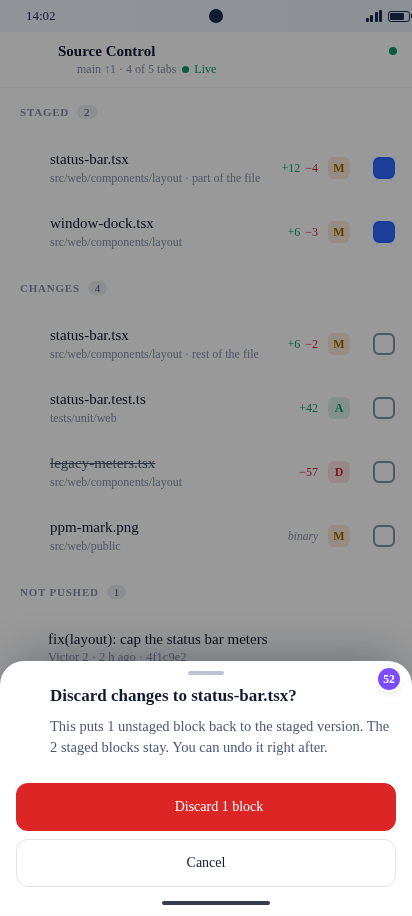 14:02
Source Control
main ↑1 · 4 of 5 tabs ● Live
STAGED 2
status-bar.tsx
src/web/components/layout · part of the file
+12 −4 M
window-dock.tsx
src/web/components/layout
+6 −3 M
CHANGES 4
status-bar.tsx
src/web/components/layout · rest of the file
+6 −2 M
status-bar.test.ts
tests/unit/web
+42 A
legacy-meters.tsx
src/web/components/layout
−57 D
ppm-mark.png
src/web/public
binary M
NOT PUSHED 1
fix(layout): cap the status bar meters
Victor 2 · 2 h ago · 4f1c9e2
52
Discard changes to status-bar.tsx?
This puts 1 unstaged block back to the staged version. The
2 staged blocks stay. You can undo it right after.
Discard 1 block
Cancel